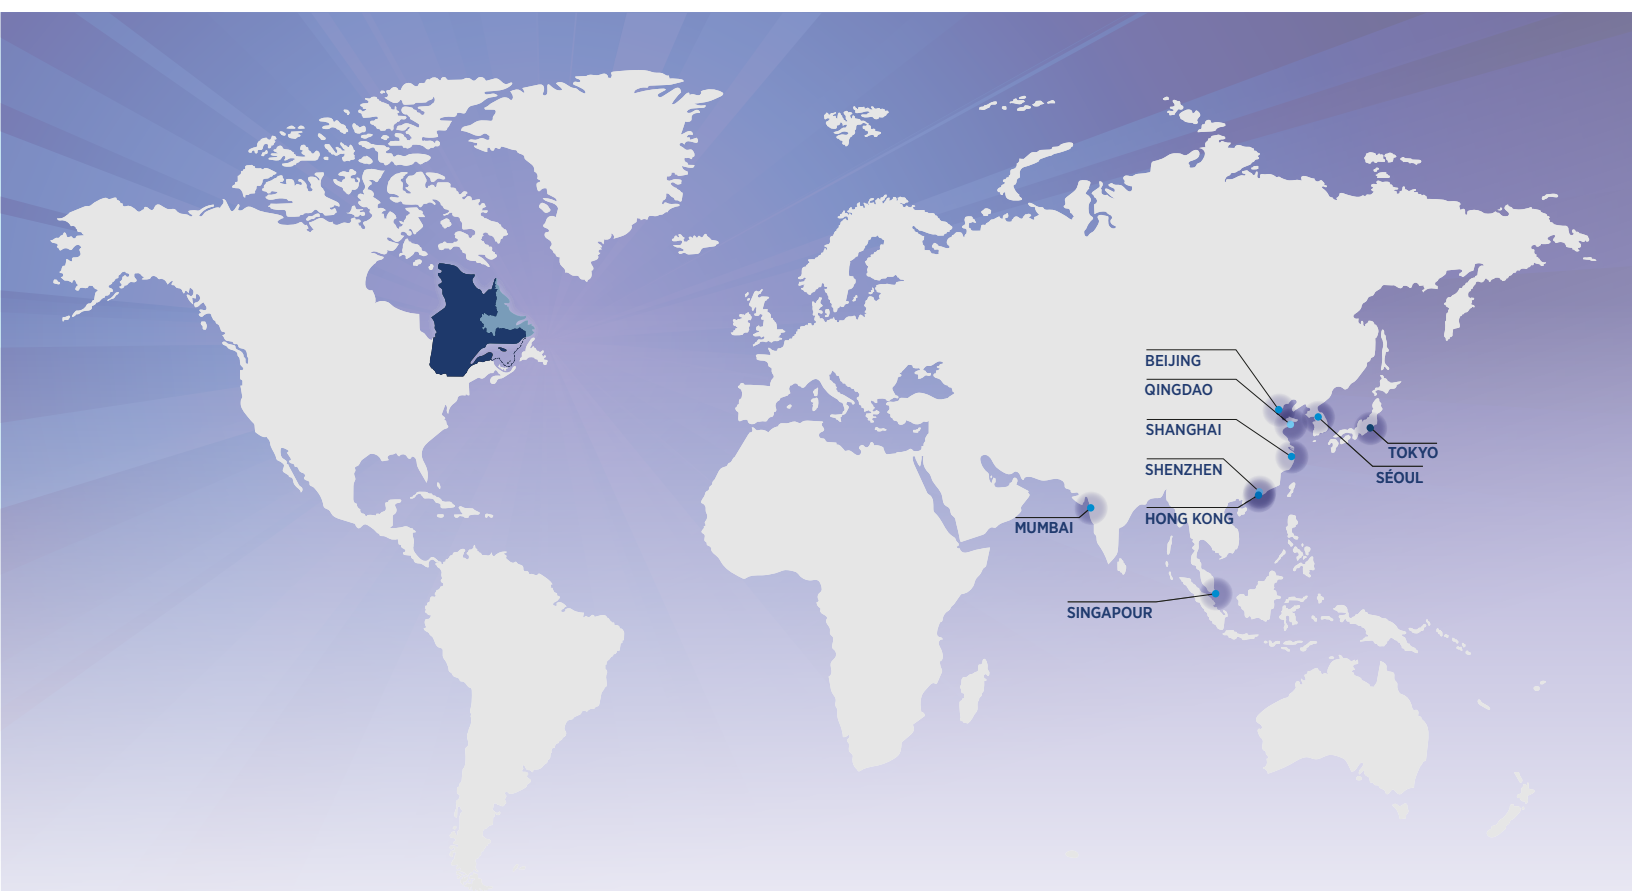 BEIJING
QINGDAO
SHANGHAI
TOKYO
SHENZHEN
SÉOUL
HONG KONG
MUMBAI
SINGAPOUR